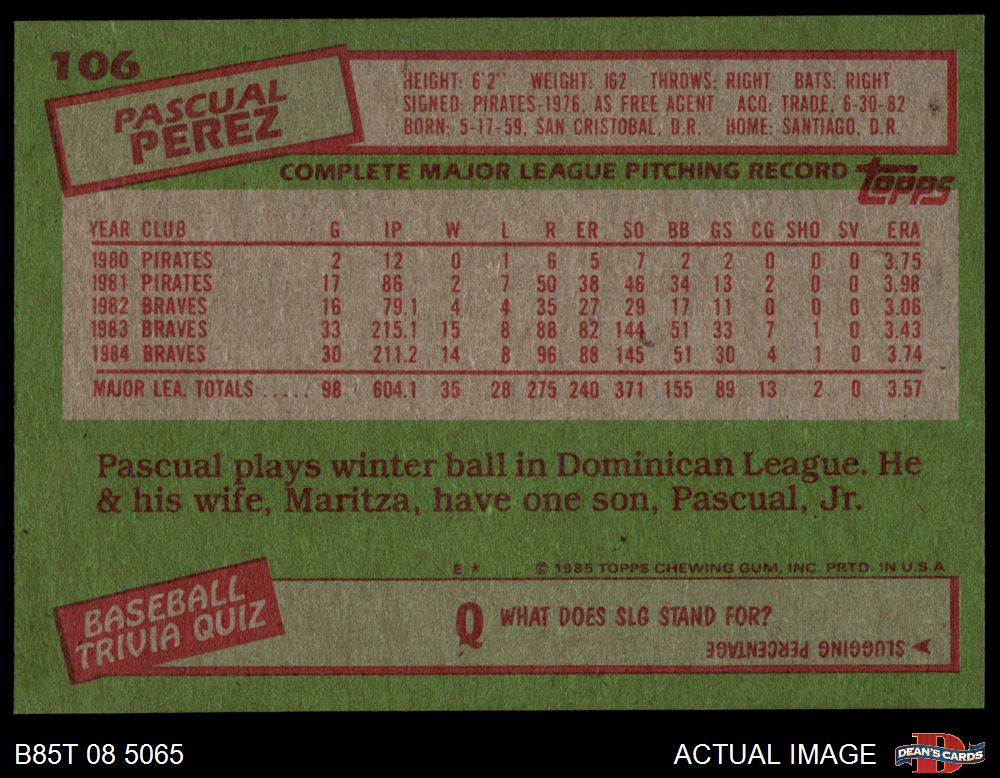 106
PASCUAL
PEREZ
HEIGHT: 6'2" WEIGHT: 162 THROWS: RIGHT BATS: RIGHT
SIGNED: PIRATES-1976, AS FREE AGENT ACQ: TRADE, 6-30-82
BORN: 5-17-59, SAN CRISTOBAL, D.R. HOME: SANTIAGO, D.R.
COMPLETE MAJOR LEAGUE PITCHING RECORD topps
YEAR CLUB G IP W L R ER SO BB GS CG SHO SV ERA
1980 PIRATES 2 12 0 1 6 5 7 2 2 0 0 0 3.75
1981 PIRATES 17 86 2 7 50 38 46 34 13 2 0 0 3.98
1982 BRAVES 16 79.1 4 4 35 27 29 17 11 0 0 0 3.06
1983 BRAVES 33 215.1 15 8 88 82 144 51 33 7 1 0 3.43
1984 BRAVES 30 211.2 14 8 96 88 145 51 30 4 1 0 3.74
MAJOR LEA. TOTALS ..... 98 604.1 35 28 275 240 371 155 89 13 2 0 3.57
Pascual plays winter ball in Dominican League. He
& his wife, Maritza, have one son, Pascual, Jr.
E * © 1985 TOPPS CHEWING GUM, INC. PRTD. IN U.S.A
BASEBALL
TRIVIA QUIZ
Q WHAT DOES SLG STAND FOR?
SLUGGING PERCENTAGE
B85T 08 5065
ACTUAL IMAGE
D
DEAN'S CARDS